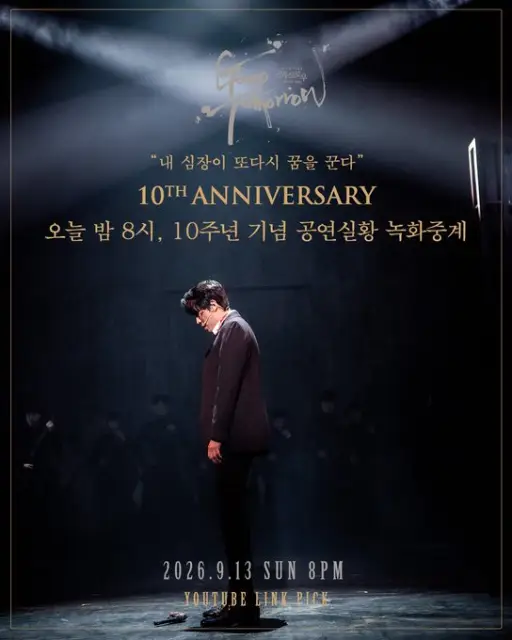 Tomorrow
“내 심장이 또다시 꿈을 꾼다”
10TH ANNIVERSARY
오늘 밤 8시, 10주년 기념 공연실황 녹화중계
2026.9.13 SUN 8PM
YOUTUBE LINK PICK